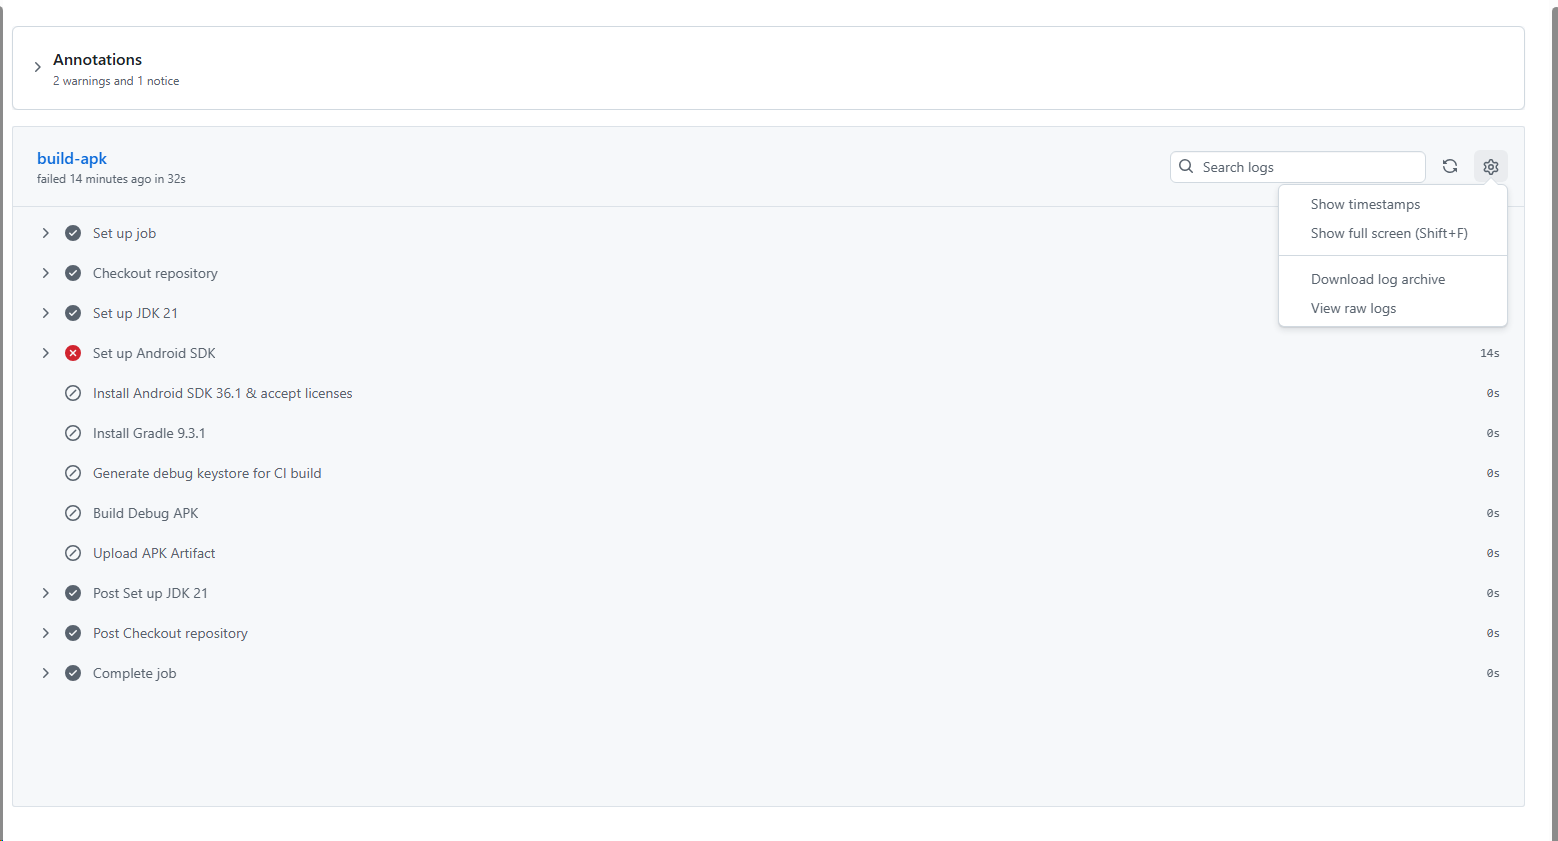 Annotations
2 warnings and 1 notice
build-apk
failed 14 minutes ago in 32s
Search logs
Show timestamps
Show full screen (Shift+F)
Download log archive
View raw logs
Set up job
Checkout repository
Set up JDK 21
Set up Android SDK 14s
Install Android SDK 36.1 & accept licenses 0s
Install Gradle 9.3.1 0s
Generate debug keystore for CI build 0s
Build Debug APK 0s
Upload APK Artifact 0s
Post Set up JDK 21 0s
Post Checkout repository 0s
Complete job 0s